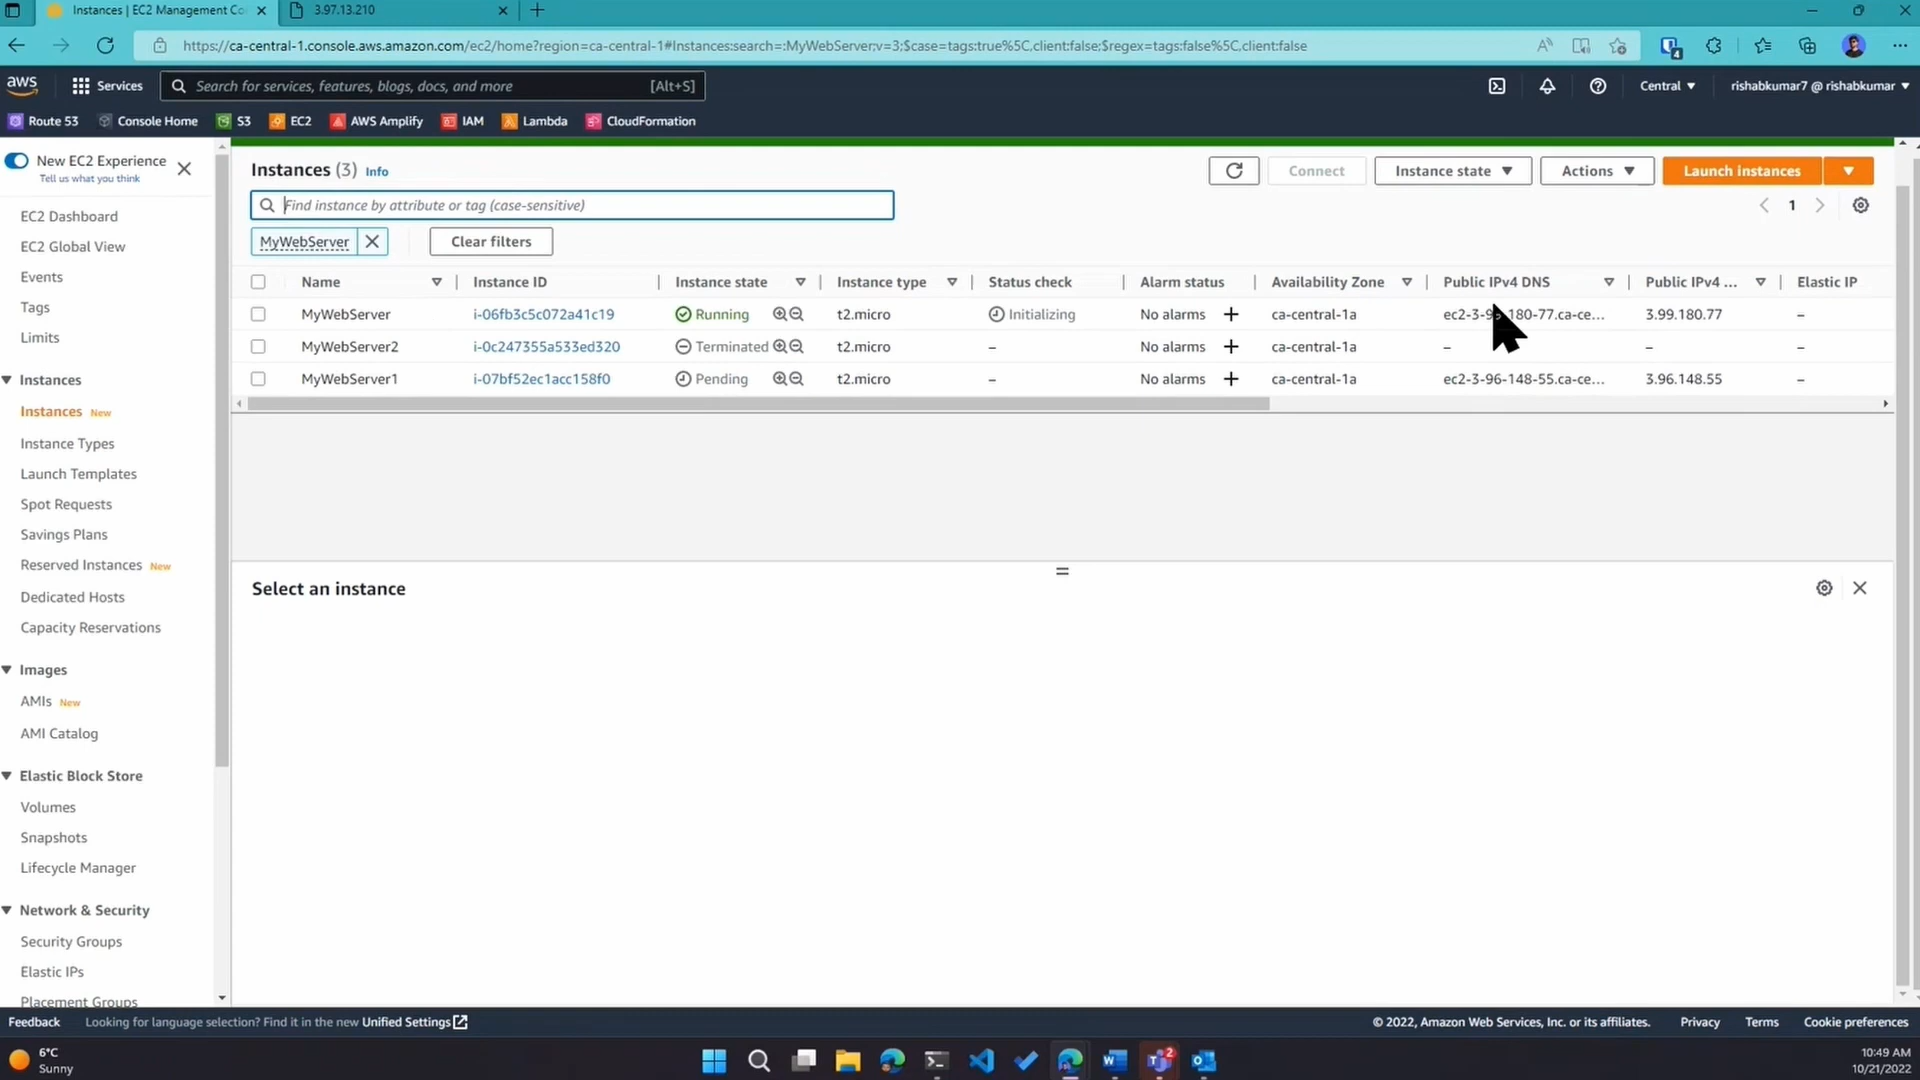 Instances | EC2 Management Co
3.97.13.210
https://ca-central-1.console.aws.amazon.com/ec2/home?region=ca-central-1#Instances:search=:MyWebServer;v=3;$case=tags:true%5C,client:false;$regex=tags:false%5C,client:false
aws
Services
Search for services, features, blogs, docs, and more
[Alt+S]
Central
rishabkumar7 @ rishabkumar
Route 53
Console Home
S3
EC2
AWS Amplify
IAM
Lambda
CloudFormation
New EC2 Experience
Tell us what you think
EC2 Dashboard
EC2 Global View
Events
Tags
Limits
Instances
Instances New
Instance Types
Launch Templates
Spot Requests
Savings Plans
Reserved Instances New
Dedicated Hosts
Capacity Reservations
Images
AMIs New
AMI Catalog
Elastic Block Store
Volumes
Snapshots
Lifecycle Manager
Network & Security
Security Groups
Elastic IPs
Placement Groups
Instances (3) Info
Connect
Instance state
Actions
Launch instances
Find instance by attribute or tag (case-sensitive)
1
MyWebServer
Clear filters
Name Instance ID Instance state Instance type Status check Alarm status Availability Zone Public IPv4 DNS Public IPv4 ... Elastic IP
MyWebServer i-06fb3c5c072a41c19 Running t2.micro Initializing No alarms + ca-central-1a ec2-3-99-180-77.ca-ce... 3.99.180.77 –
MyWebServer2 i-0c247355a533ed320 Terminated t2.micro – No alarms + ca-central-1a – – –
MyWebServer1 i-07bf52ec1acc158f0 Pending t2.micro – No alarms + ca-central-1a ec2-3-96-148-55.ca-ce... 3.96.148.55 –
Select an instance
Feedback
Looking for language selection? Find it in the new Unified Settings
© 2022, Amazon Web Services, Inc. or its affiliates.
Privacy
Terms
Cookie preferences
6°C
Sunny
2
10:49 AM
10/21/2022